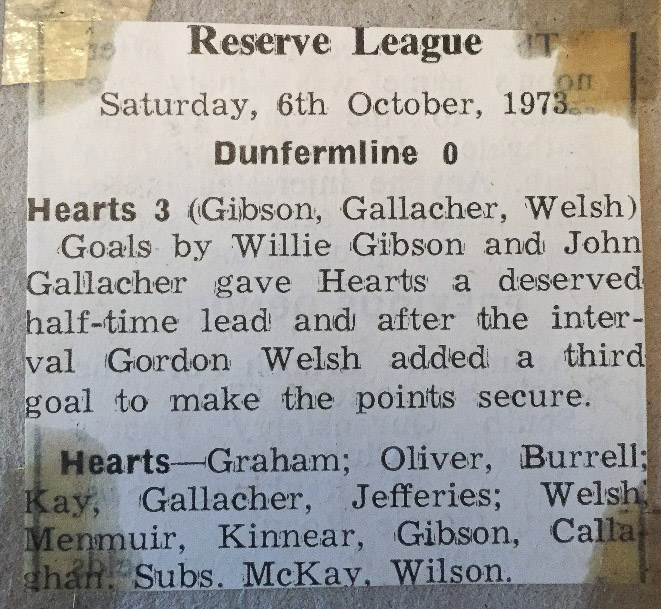 Reserve League
Saturday, 6th October, 1973
Dunfermline 0
Hearts 3 (Gibson, Gallacher, Welsh)
Goals by Willie Gibson and John
Gallacher gave Hearts a deserved
half-time lead and after the inter-
val Gordon Welsh added a third
goal to make the points secure.
Hearts—Graham; Oliver, Burrell;
Kay, Gallacher, Jefferies; Welsh,
Menmuir, Kinnear, Gibson, Calla-
ghan. Subs. McKay, Wilson.